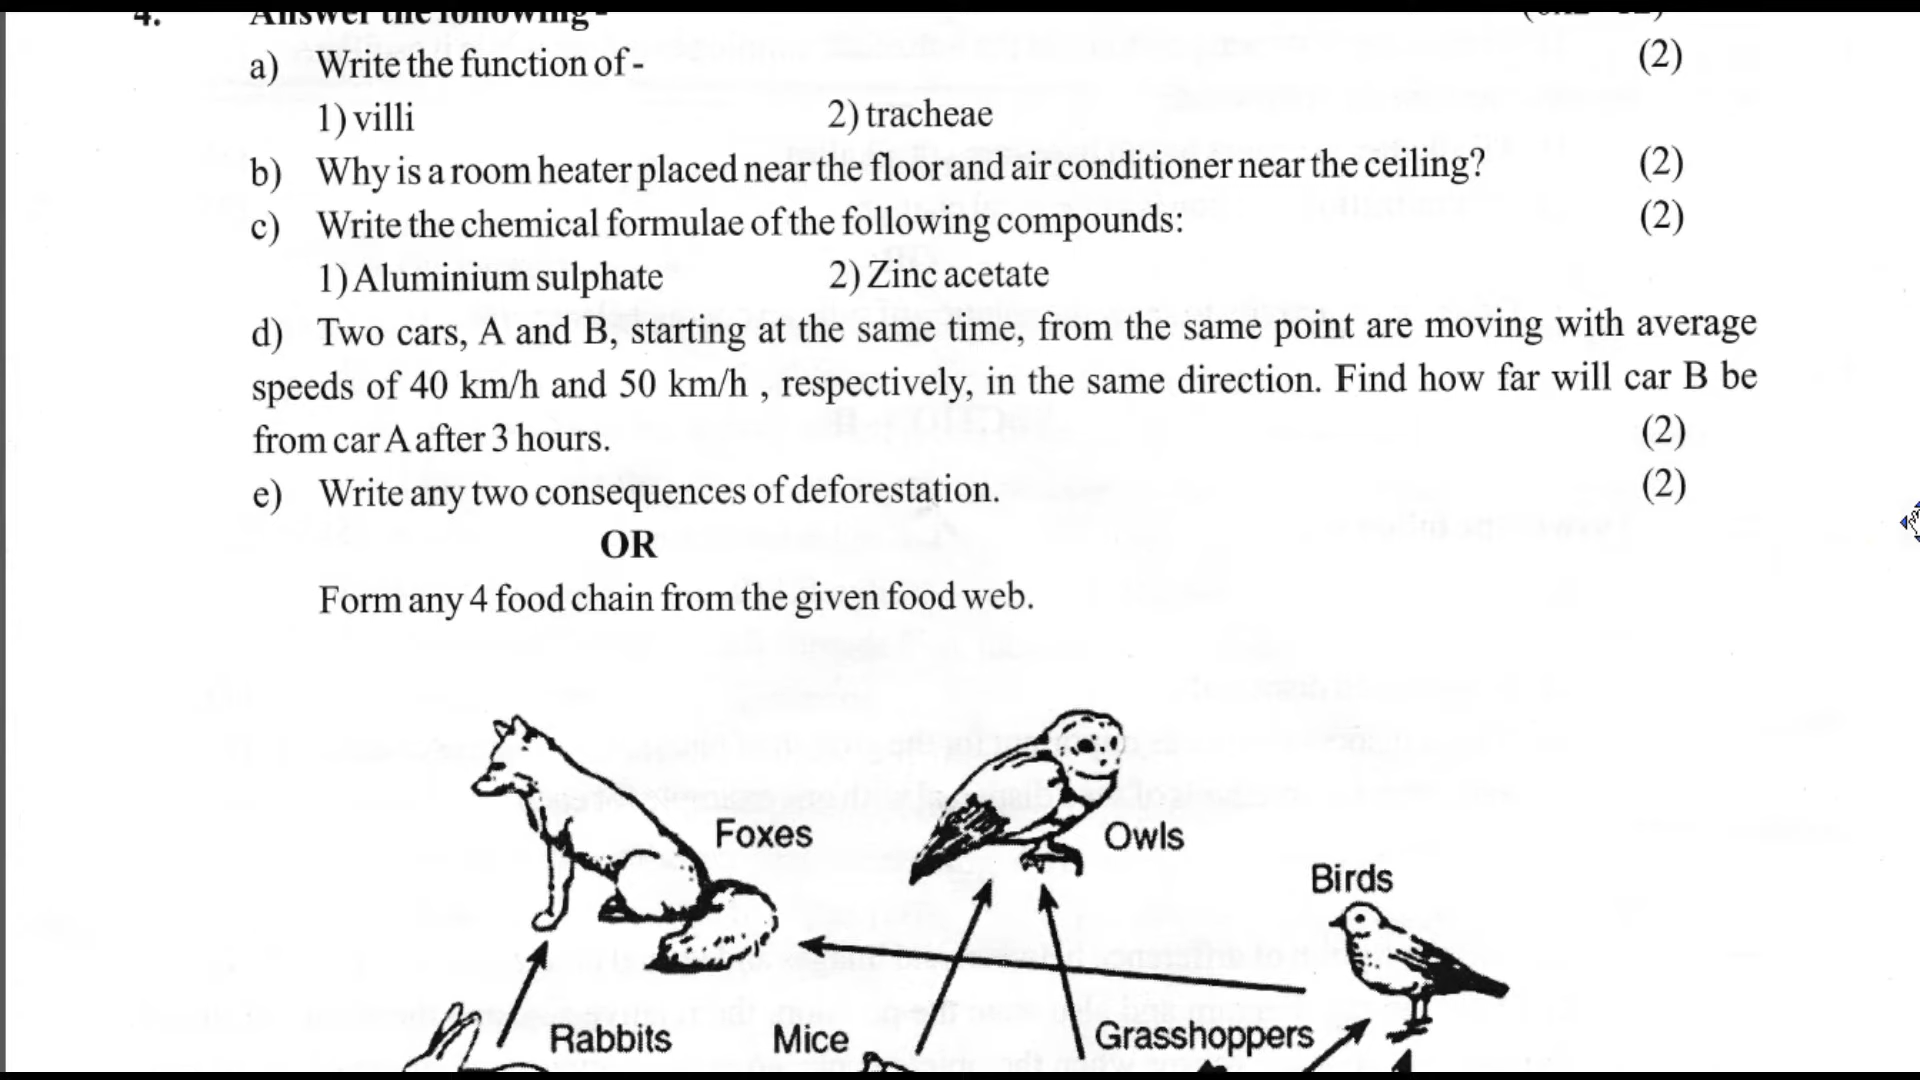 4. Answer the following -
a) Write the function of - (2)
1) villi 2) tracheae
b) Why is a room heater placed near the floor and air conditioner near the ceiling? (2)
c) Write the chemical formulae of the following compounds: (2)
1) Aluminium sulphate 2) Zinc acetate
d) Two cars, A and B, starting at the same time, from the same point are moving with average
speeds of 40 km/h and 50 km/h , respectively, in the same direction. Find how far will car B be
from car A after 3 hours. (2)
e) Write any two consequences of deforestation. (2)
OR
Form any 4 food chain from the given food web.
Foxes
Owls
Birds
Rabbits
Mice
Grasshoppers